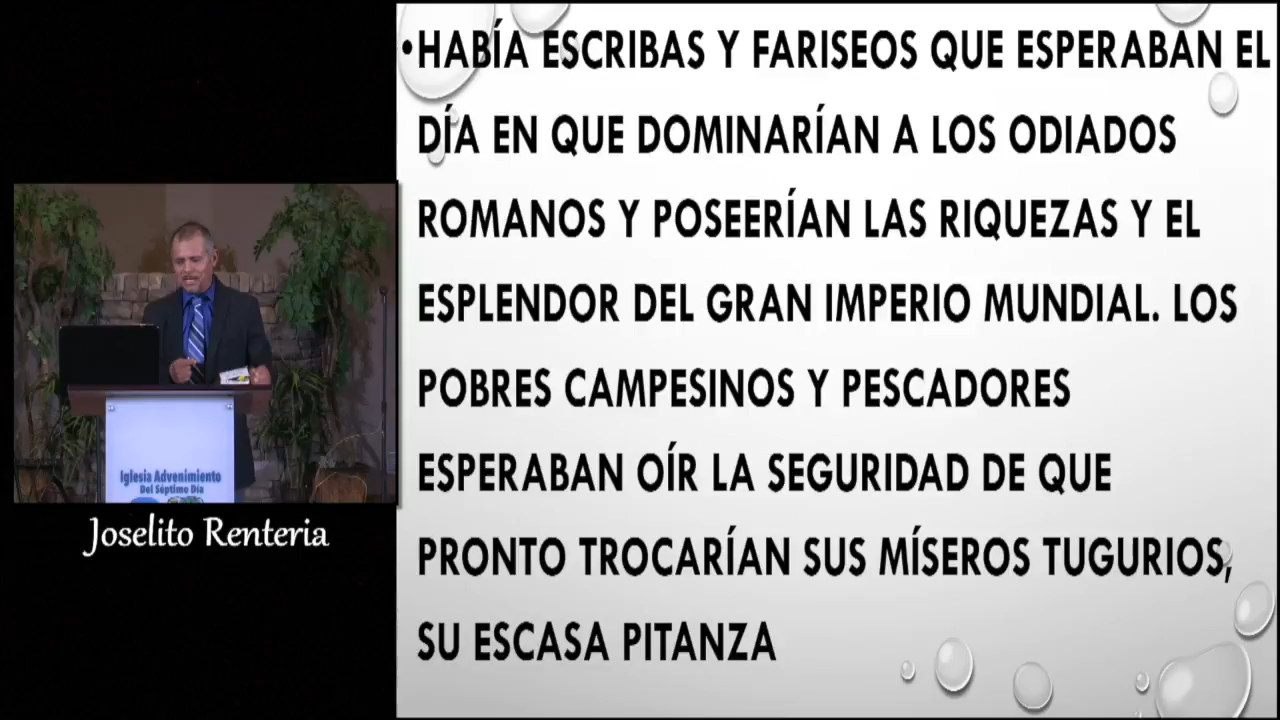 •HABÍA ESCRIBAS Y FARISEOS QUE ESPERABAN EL
DÍA EN QUE DOMINARÍAN A LOS ODIADOS
ROMANOS Y POSEERÍAN LAS RIQUEZAS Y EL
ESPLENDOR DEL GRAN IMPERIO MUNDIAL. LOS
POBRES CAMPESINOS Y PESCADORES
ESPERABAN OÍR LA SEGURIDAD DE QUE
PRONTO TROCARÍAN SUS MÍSEROS TUGURIOS,
SU ESCASA PITANZA
Iglesia Advenimiento
Del Séptimo Día
Joselito Renteria